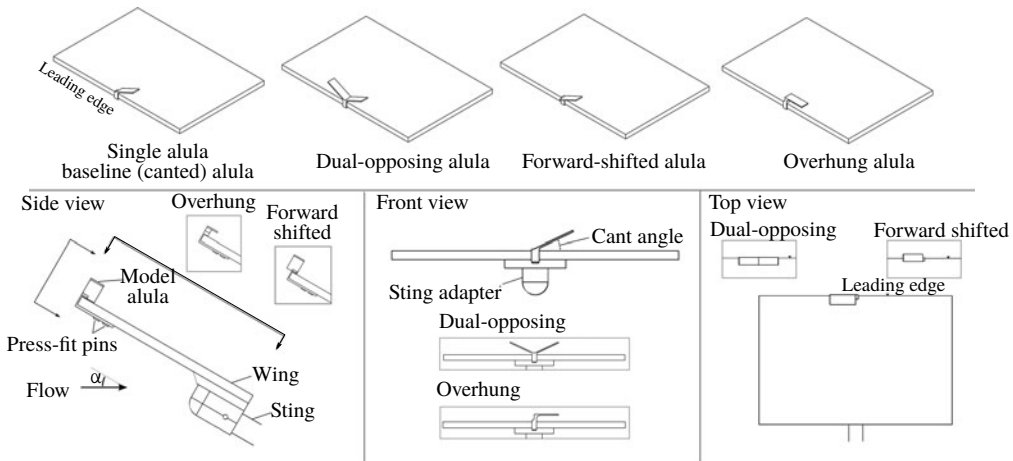 Leading edge
Single alula
baseline (canted) alula
Dual-opposing alula
Forward-shifted alula
Overhung alula
Side view
Overhung
Forward
shifted
Model
alula
Press-fit pins
Flow
α
Wing
Sting
Front view
Cant angle
Sting adapter
Dual-opposing
Overhung
Top view
Dual-opposing
Forward shifted
Leading edge